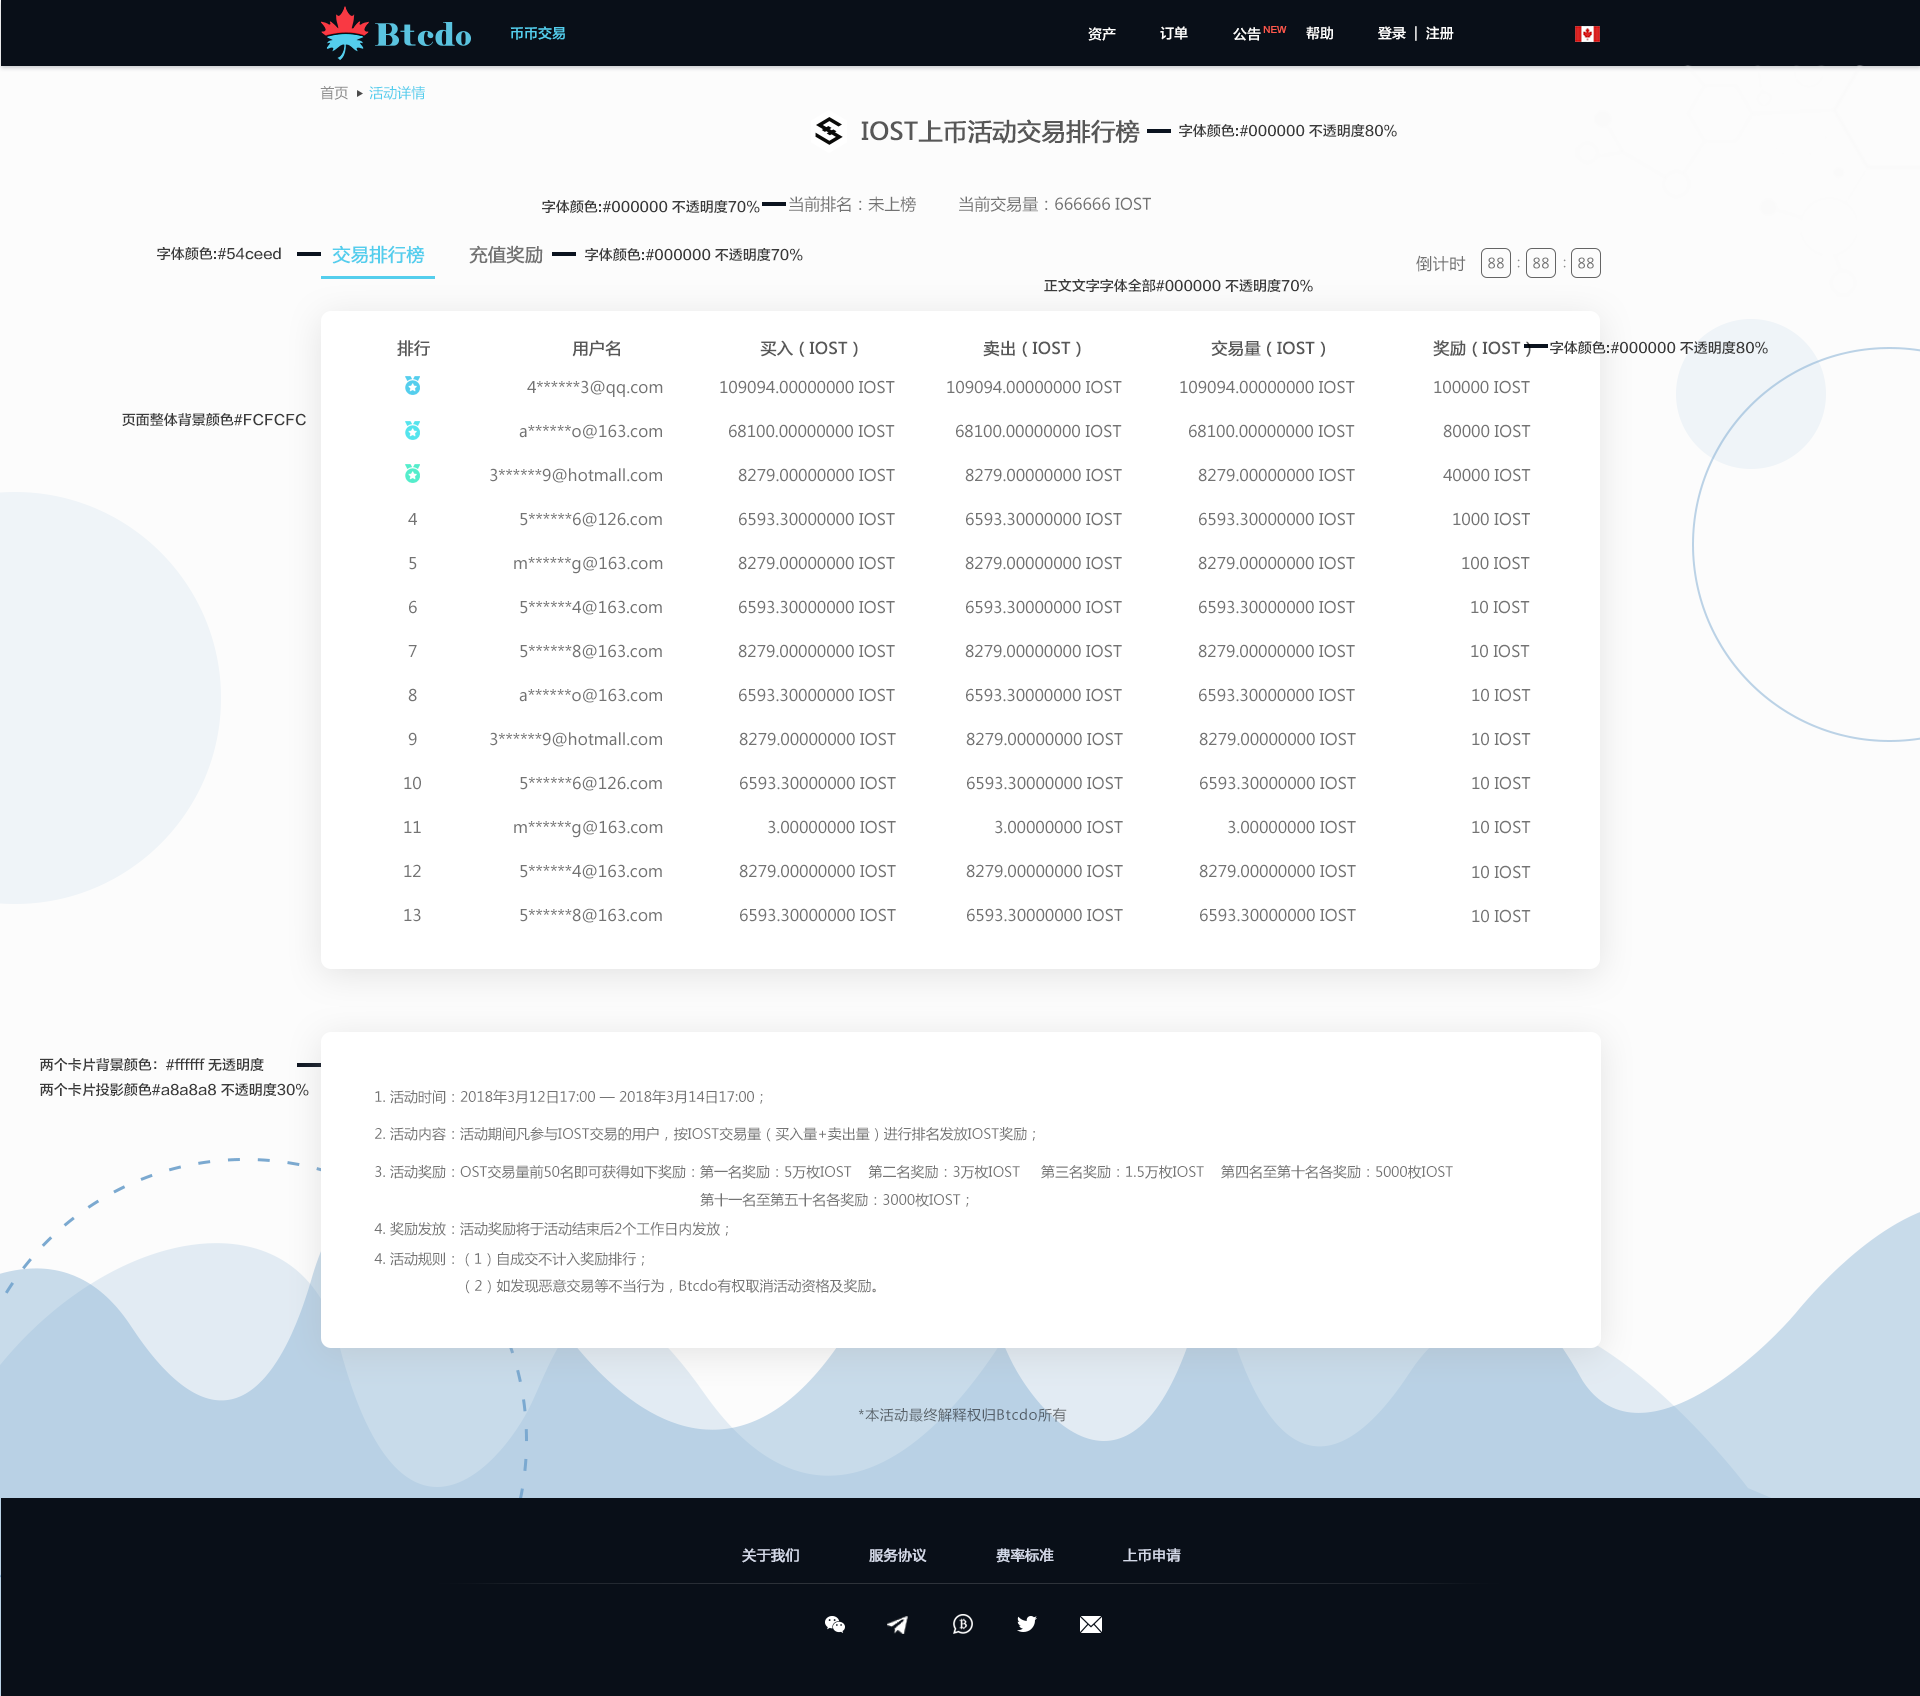 Btcdo 币币交易 资产 订单 公告 NEW 帮助 登录 | 注册
首页 ▸ 活动详情
IOST上币活动交易排行榜 字体颜色:#000000 不透明度80%
字体颜色:#000000 不透明度70% 当前排名：未上榜 当前交易量：666666 IOST
字体颜色:#54ceed 交易排行榜 充值奖励 字体颜色:#000000 不透明度70%
倒计时 88 : 88 : 88
正文文字字体全部#000000 不透明度70%
排行 用户名 买入（IOST） 卖出（IOST） 交易量（IOST） 奖励（IOST） 字体颜色:#000000 不透明度80%
4******3@qq.com 109094.00000000 IOST 109094.00000000 IOST 109094.00000000 IOST 100000 IOST
页面整体背景颜色#FCFCFC
a******o@163.com 68100.00000000 IOST 68100.00000000 IOST 68100.00000000 IOST 80000 IOST
3******9@hotmall.com 8279.00000000 IOST 8279.00000000 IOST 8279.00000000 IOST 40000 IOST
4 5******6@126.com 6593.30000000 IOST 6593.30000000 IOST 6593.30000000 IOST 1000 IOST
5 m******g@163.com 8279.00000000 IOST 8279.00000000 IOST 8279.00000000 IOST 100 IOST
6 5******4@163.com 6593.30000000 IOST 6593.30000000 IOST 6593.30000000 IOST 10 IOST
7 5******8@163.com 8279.00000000 IOST 8279.00000000 IOST 8279.00000000 IOST 10 IOST
8 a******o@163.com 6593.30000000 IOST 6593.30000000 IOST 6593.30000000 IOST 10 IOST
9 3******9@hotmall.com 8279.00000000 IOST 8279.00000000 IOST 8279.00000000 IOST 10 IOST
10 5******6@126.com 6593.30000000 IOST 6593.30000000 IOST 6593.30000000 IOST 10 IOST
11 m******g@163.com 3.00000000 IOST 3.00000000 IOST 3.00000000 IOST 10 IOST
12 5******4@163.com 8279.00000000 IOST 8279.00000000 IOST 8279.00000000 IOST 10 IOST
13 5******8@163.com 6593.30000000 IOST 6593.30000000 IOST 6593.30000000 IOST 10 IOST
两个卡片背景颜色：#ffffff 无透明度
两个卡片投影颜色#a8a8a8 不透明度30%
1. 活动时间：2018年3月12日17:00 — 2018年3月14日17:00；
2. 活动内容：活动期间凡参与IOST交易的用户，按IOST交易量（买入量+卖出量）进行排名发放IOST奖励；
3. 活动奖励：OST交易量前50名即可获得如下奖励：第一名奖励：5万枚IOST 第二名奖励：3万枚IOST 第三名奖励：1.5万枚IOST 第四名至第十名各奖励：5000枚IOST
第十一名至第五十名各奖励：3000枚IOST；
4. 奖励发放：活动奖励将于活动结束后2个工作日内发放；
4. 活动规则：（1）自成交不计入奖励排行；
（2）如发现恶意交易等不当行为，Btcdo有权取消活动资格及奖励。
*本活动最终解释权归Btcdo所有
关于我们 服务协议 费率标准 上币申请